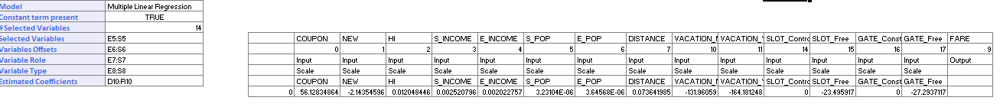 Model Multiple Linear Regression
Constant term present TRUE
#Selected Variables 14
Selected Variables E5:S5
Variables Offsets E6:S6
Variable Role E7:S7
Variable Type E8:S8
Estimated Coefficients D10:R10
COUPON NEW HI S_INCOME E_INCOME S_POP E_POP DISTANCE VACATION_N VACATION_Y SLOT_Contro SLOT_Free GATE_Const GATE_Free FARE
0 1 2 3 4 5 6 7 10 11 14 15 16 17 9
Input Input Input Input Input Input Input Input Input Input Input Input Input Input Output
Scale Scale Scale Scale Scale Scale Scale Scale Scale Scale Scale Scale Scale Scale
COUPON NEW HI S_INCOME E_INCOME S_POP E_POP DISTANCE VACATION_N VACATION_Y SLOT_Contro SLOT_Free GATE_Const GATE_Free
0 56.12834864 -2.14354596 0.012048446 0.002520796 0.002022757 3.23104E-06 3.64568E-06 0.073641985 -131.96059 -164.181248 0 -23.495917 0 -27.2937117